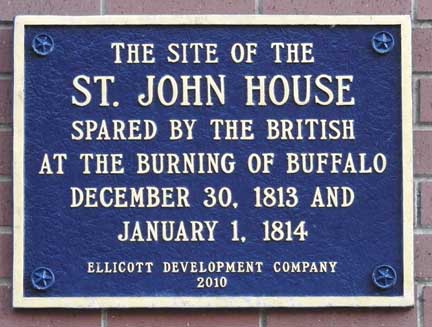 THE SITE OF THE
ST. JOHN HOUSE
SPARED BY THE BRITISH
AT THE BURNING OF BUFFALO
DECEMBER 30, 1813 AND
JANUARY 1, 1814
ELLICOTT DEVELOPMENT COMPANY
2010